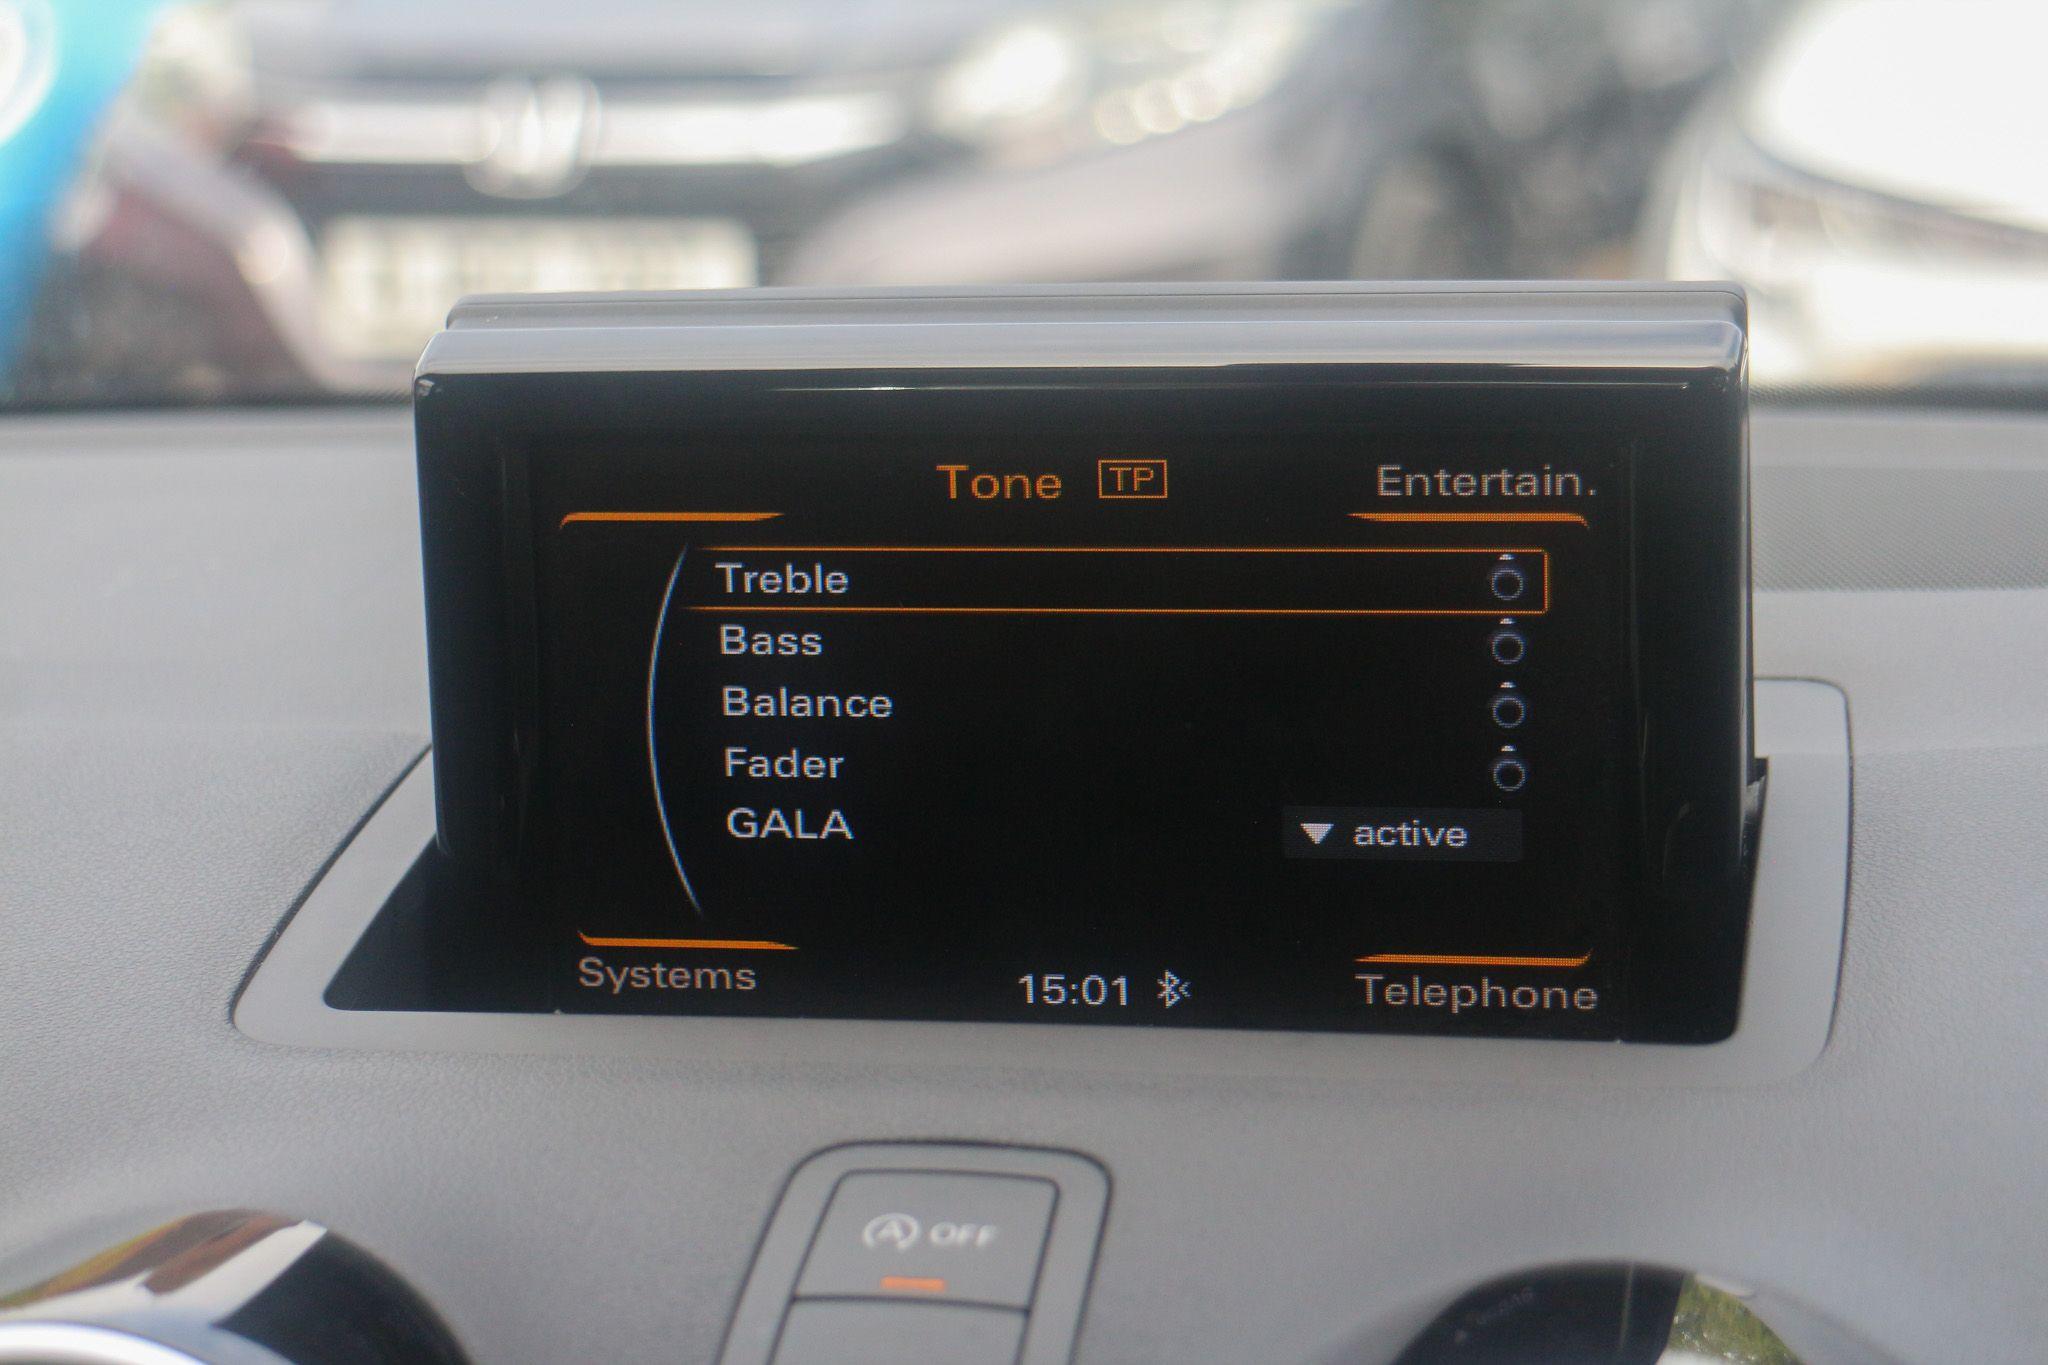 Tone TP Entertain.
Treble
Bass
Balance
Fader
GALA active
Systems 15:01 Telephone
A OFF